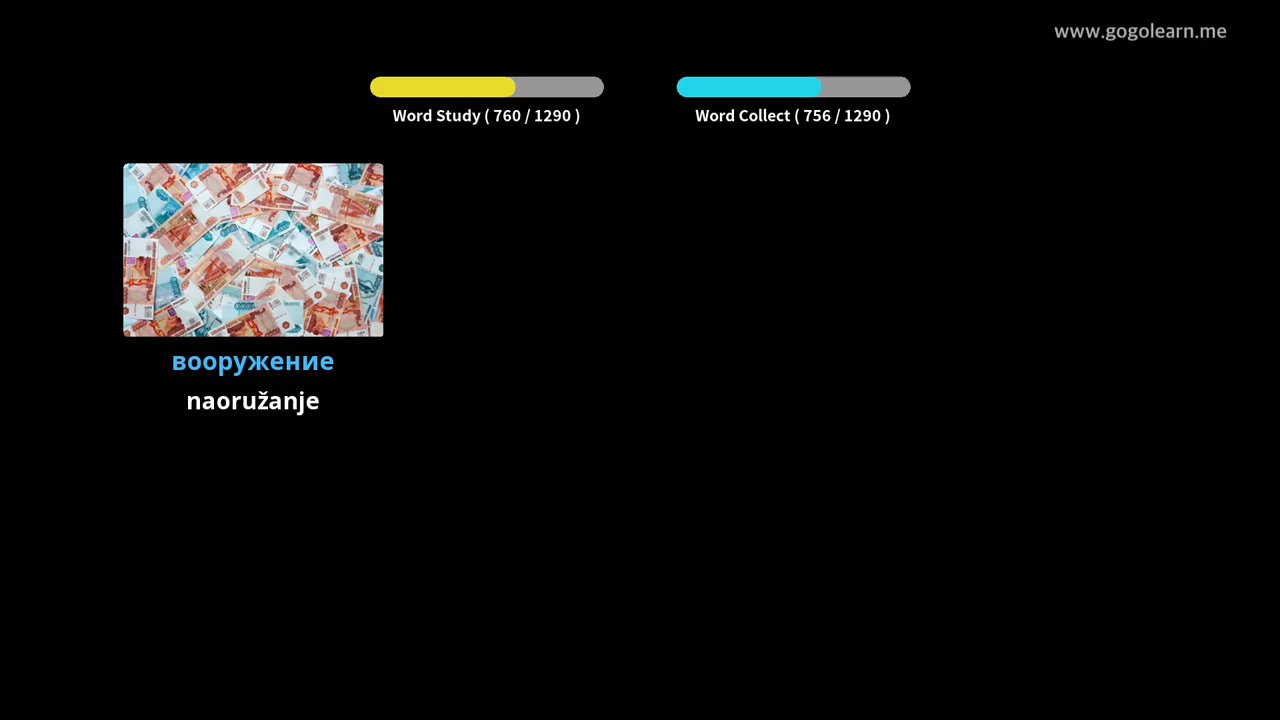 www.gogolearn.me
Word Study ( 760 / 1290 )
Word Collect ( 756 / 1290 )
вооружение
naoružanje